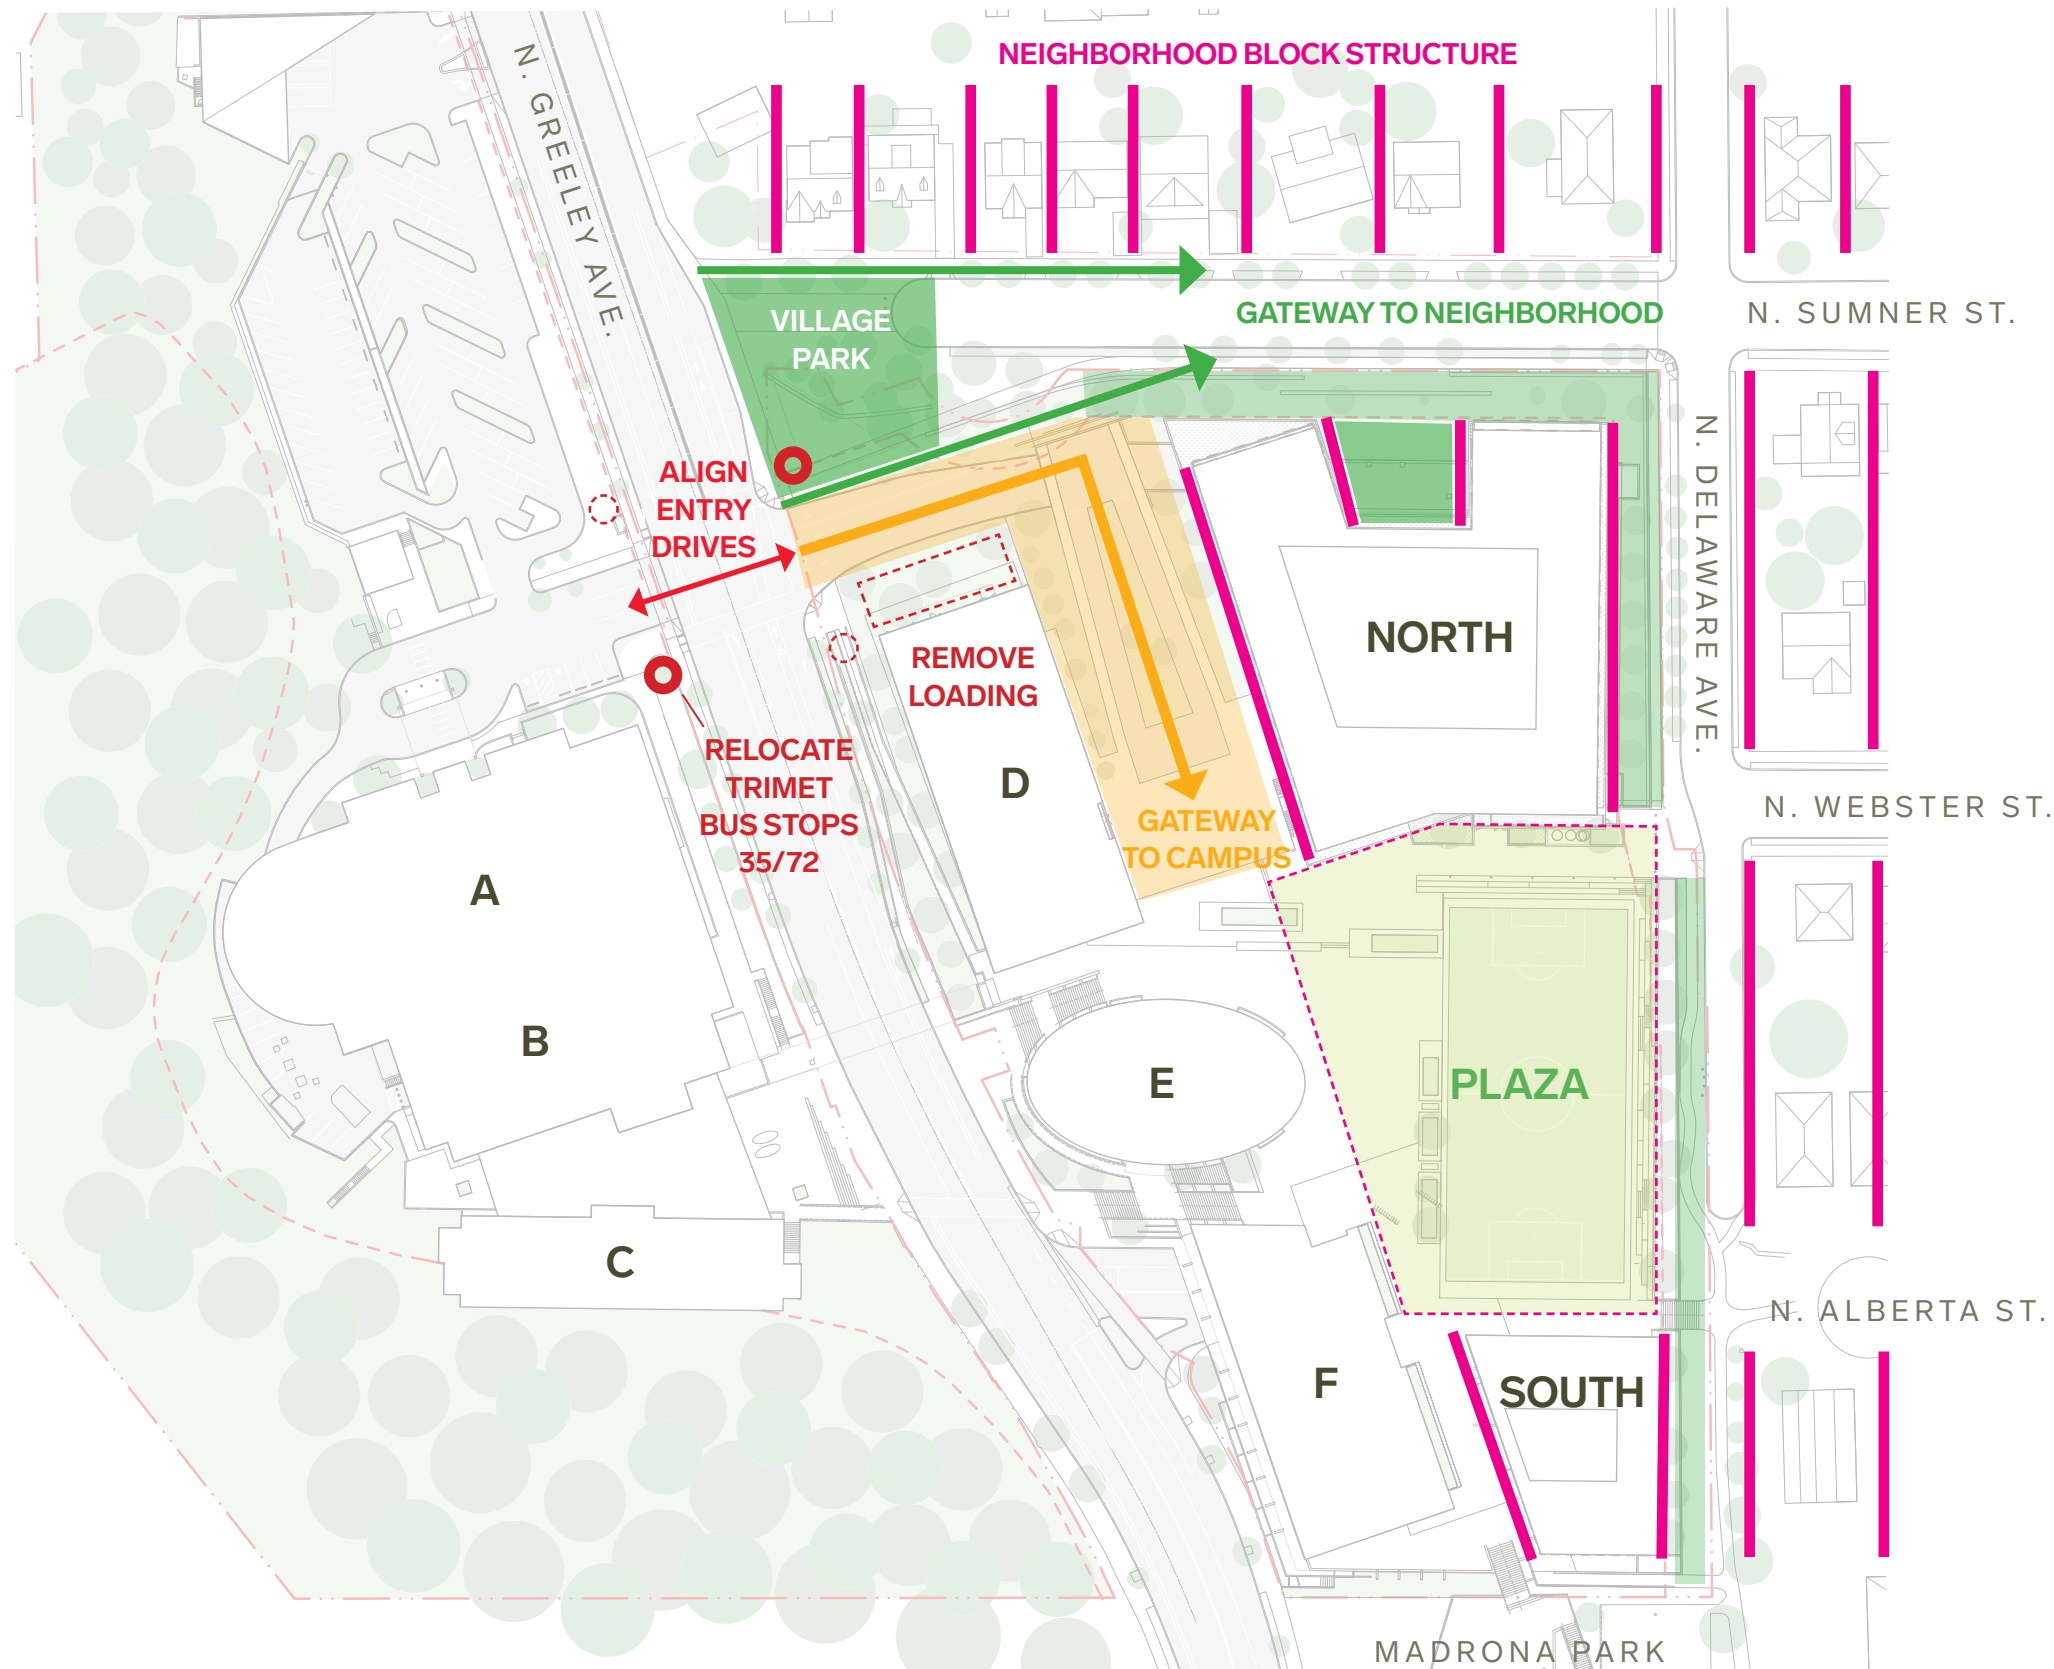 NEIGHBORHOOD BLOCK STRUCTURE
N. GREELEY AVE.
VILLAGE
PARK
GATEWAY TO NEIGHBORHOOD
N. SUMNER ST.
ALIGN
ENTRY
DRIVES
N. DELAWARE AVE.
NORTH
REMOVE
LOADING
RELOCATE
TRIMET
BUS STOPS
35/72
D
GATEWAY
TO CAMPUS
N. WEBSTER ST.
A
B
E
PLAZA
C
N. ALBERTA ST.
F
SOUTH
MADRONA PARK